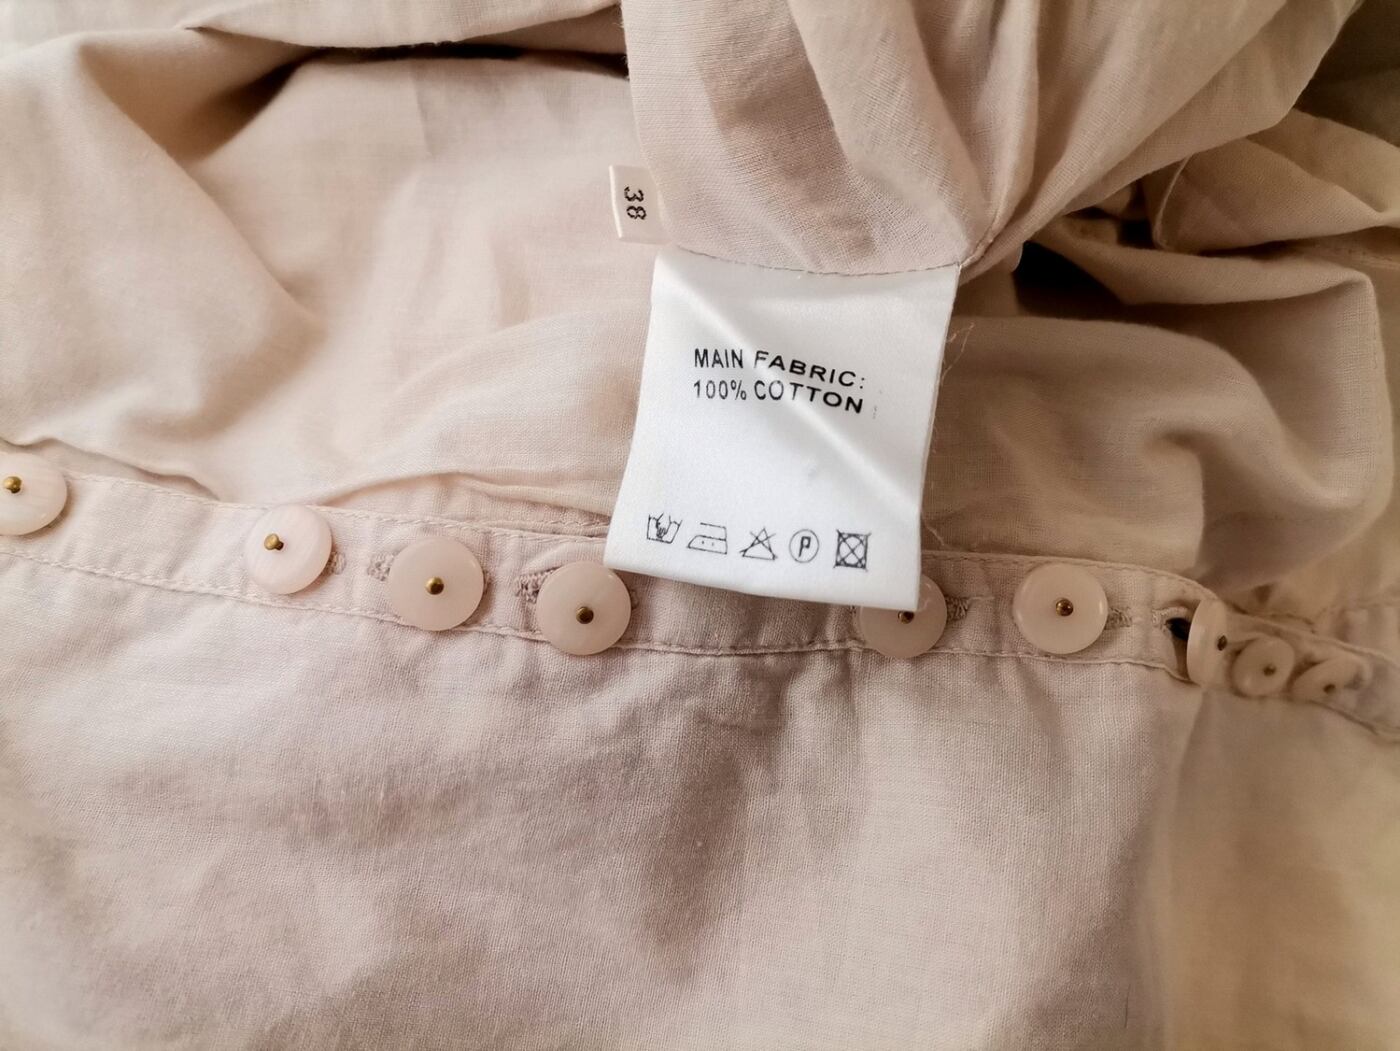 38
MAIN FABRIC:
100% COTTON
P